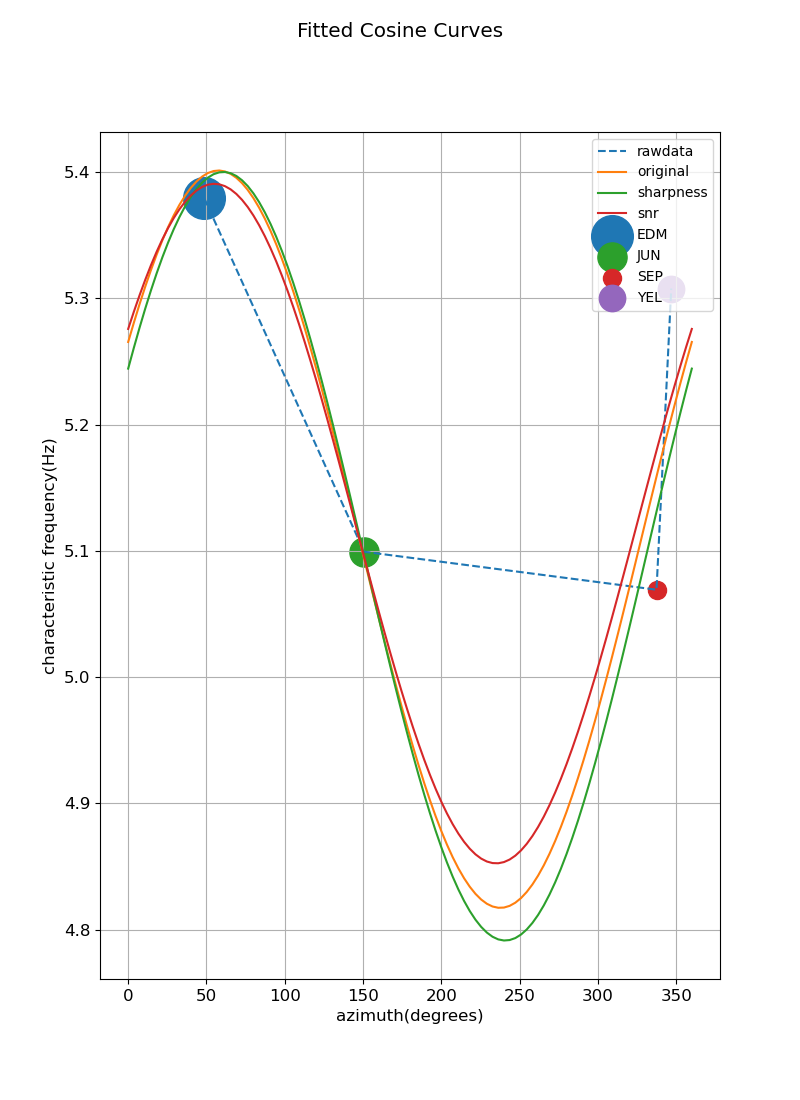 Fitted Cosine Curves
rawdata
original
sharpness
snr
EDM
JUN
SEP
YEL
5.4
5.3
5.2
5.1
5.0
4.9
4.8
characteristic frequency(Hz)
0 50 100 150 200 250 300 350
azimuth(degrees)